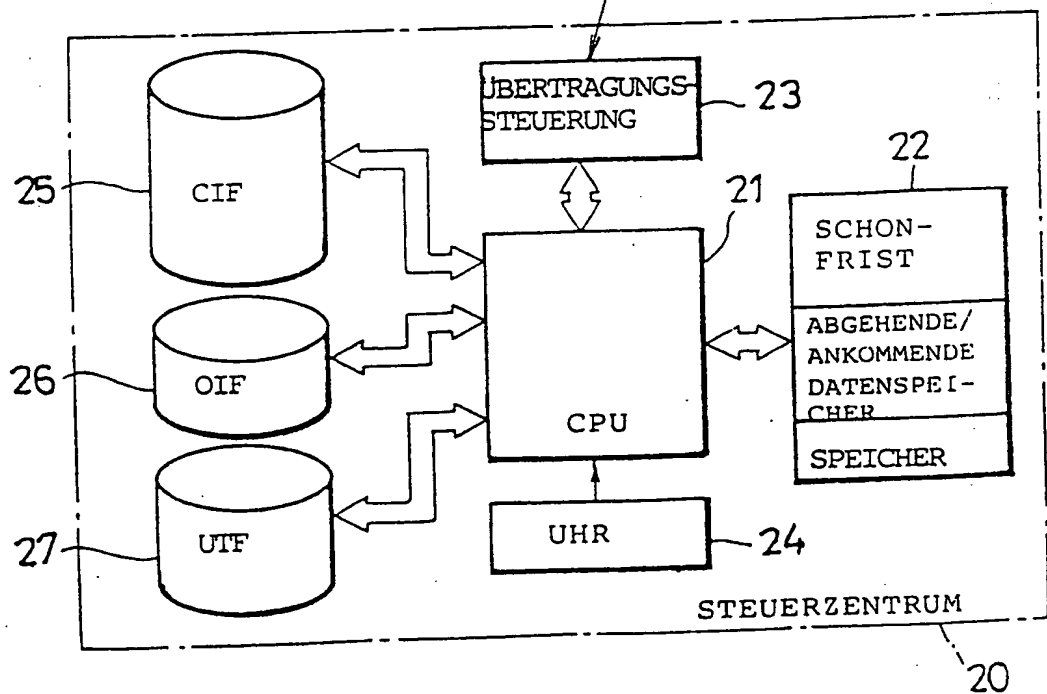 ÜBERTRAGUNGS-
STEUERUNG
23
22
21
25
CIF
SCHON-
FRIST
ABGEHENDE/
ANKOMMENDE
DATENSPEI-
CHER
26
OIF
CPU
SPEICHER
27
UTF
UHR
24
STEUERZENTRUM
20